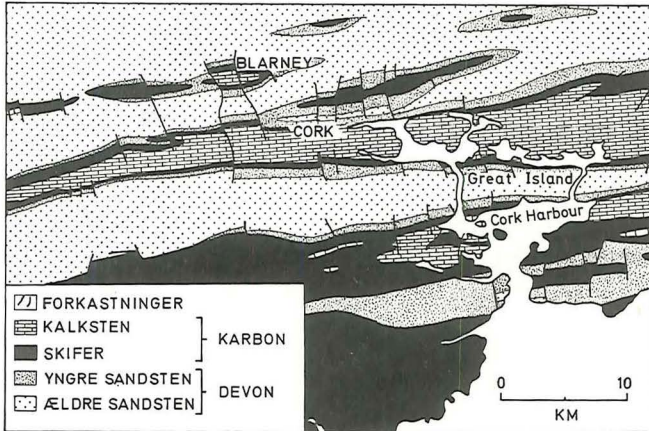 BLARNEY
CORK
Great Island
Cork Harbour
FORKASTNINGER
KALKSTEN
SKIFER
KARBON
YNGRE SANDSTEN
ÆLDRE SANDSTEN
DEVON
0 10
KM